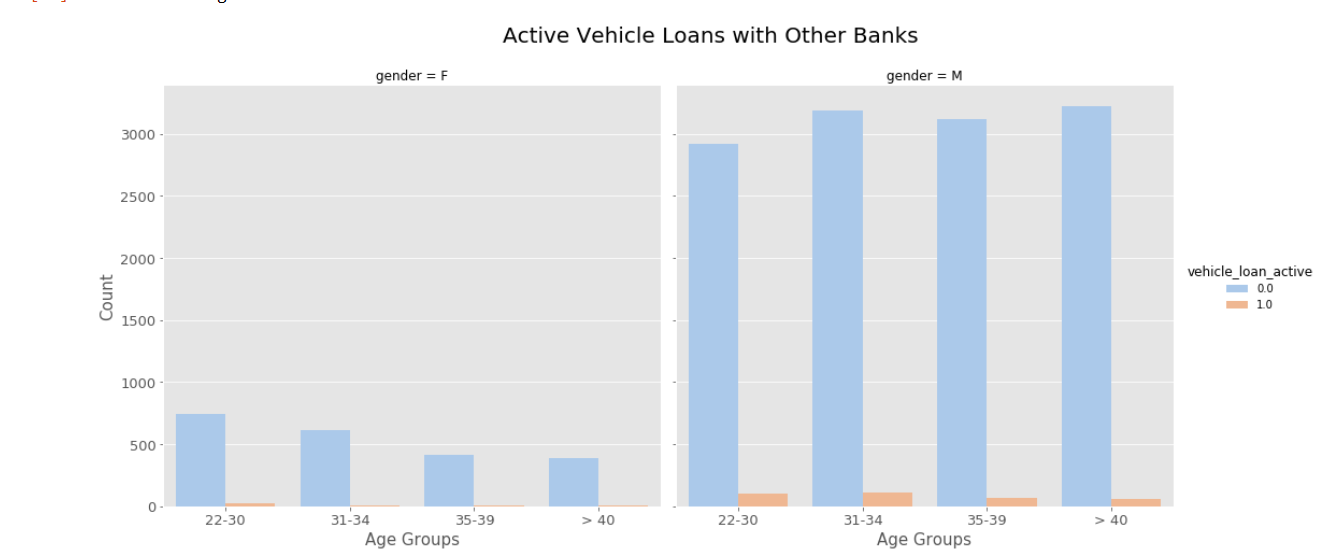 Active Vehicle Loans with Other Banks
gender = F
gender = M
3000
2500
2000
1500
1000
500
0
Count
22-30
31-34
35-39
> 40
Age Groups
22-30
31-34
35-39
> 40
Age Groups
vehicle_loan_active
0.0
1.0